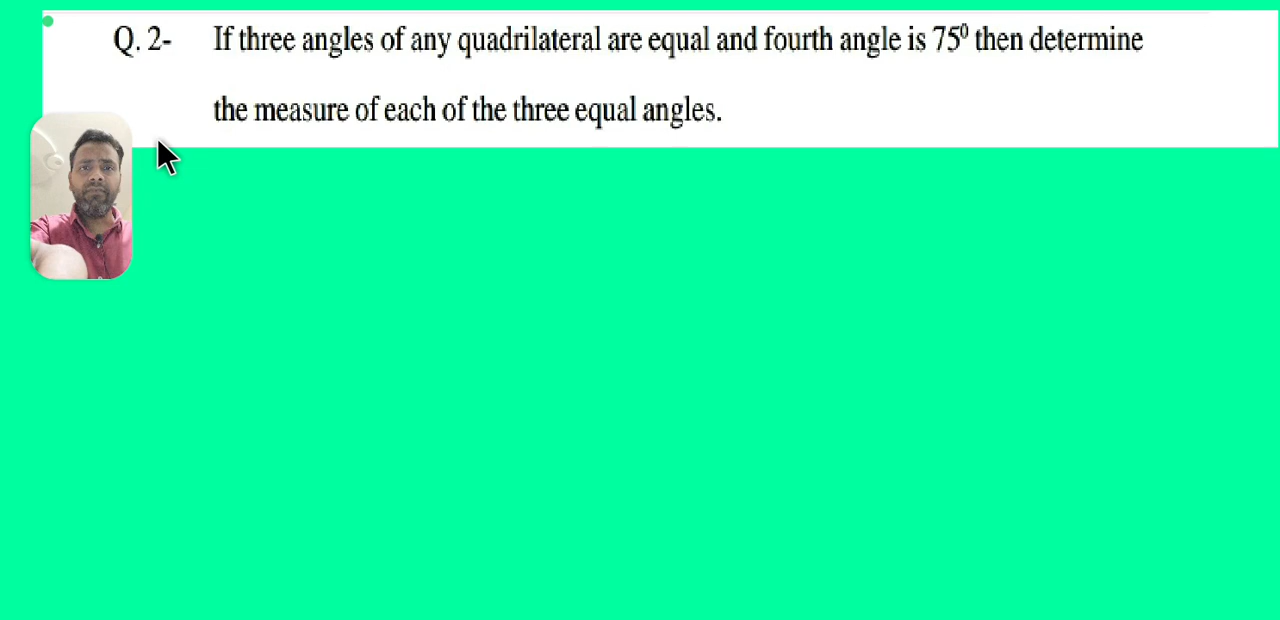 Q. 2- If three angles of any quadrilateral are equal and fourth angle is 75⁰ then determine
the measure of each of the three equal angles.